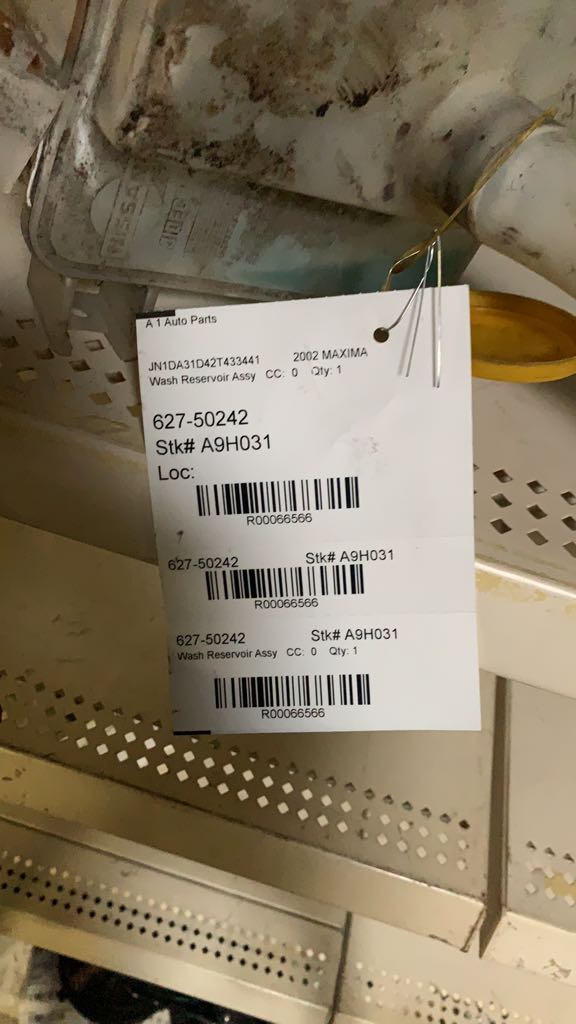 A 1 Auto Parts
JN1DA31D42T433441 2002 MAXIMA
Wash Reservoir Assy CC: 0 Qty: 1
627-50242
Stk# A9H031
Loc:
R00066566
627-50242 Stk# A9H031
R00066566
627-50242 Stk# A9H031
Wash Reservoir Assy CC: 0 Qty: 1
R00066566